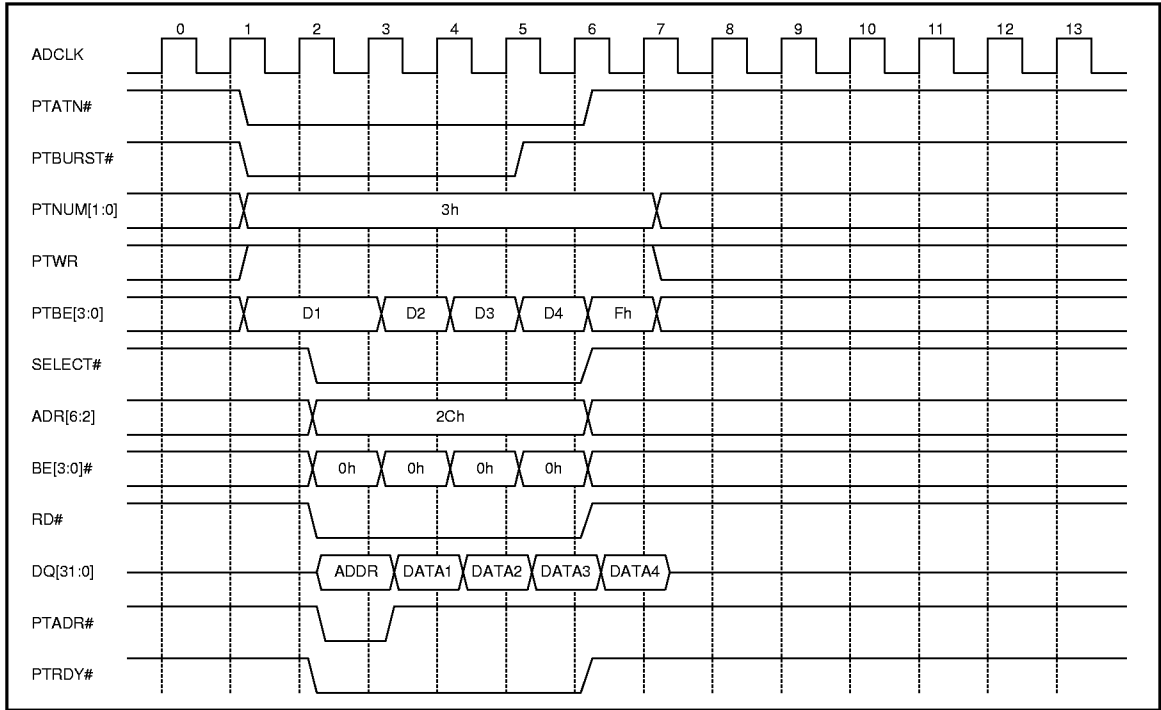 0 1 2 3 4 5 6 7 8 9 10 11 12 13
ADCLK
PTATN#
PTBURST#
PTNUM[1:0] 3h
PTWR
PTBE[3:0] D1 D2 D3 D4 Fh
SELECT#
ADR[6:2] 2Ch
BE[3:0]# 0h 0h 0h 0h
RD#
DQ[31:0] ADDR DATA1 DATA2 DATA3 DATA4
PTADR#
PTRDY#